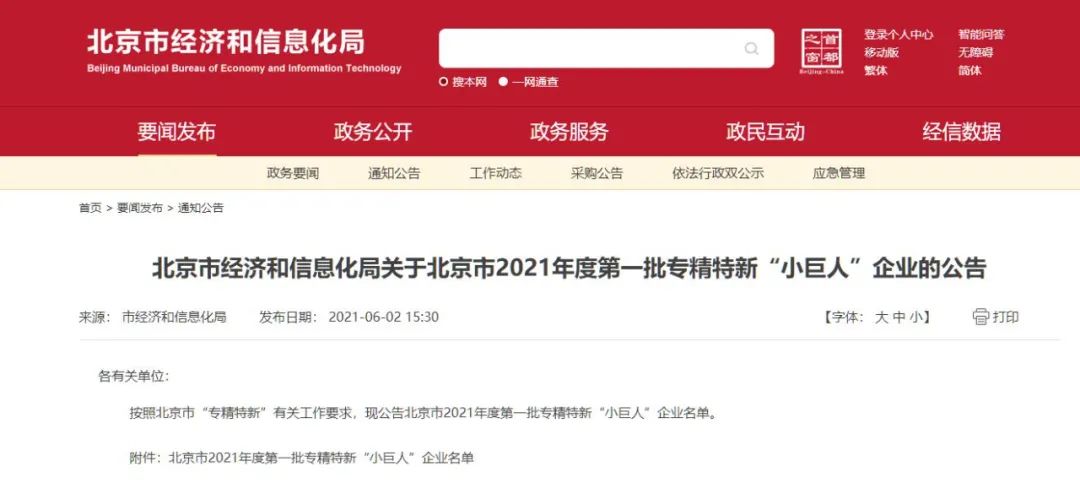 北京市经济和信息化局
Beijing Municipal Bureau of Economy and Information Technology
搜本网 一网通查
首都之窗
Beijing-China
登录个人中心 智能问答
移动版 无障碍
繁体 简体
要闻发布 政务公开 政务服务 政民互动 经信数据
政务要闻 通知公告 工作动态 采购公告 依法行政双公示 应急管理
首页 > 要闻发布 > 通知公告
北京市经济和信息化局关于北京市2021年度第一批专精特新“小巨人”企业的公告
来源： 市经济和信息化局 发布日期： 2021-06-02 15:30 【字体： 大 中 小】 打印
各有关单位：
按照北京市“专精特新”有关工作要求，现公告北京市2021年度第一批专精特新“小巨人”企业名单。
附件：北京市2021年度第一批专精特新“小巨人”企业名单